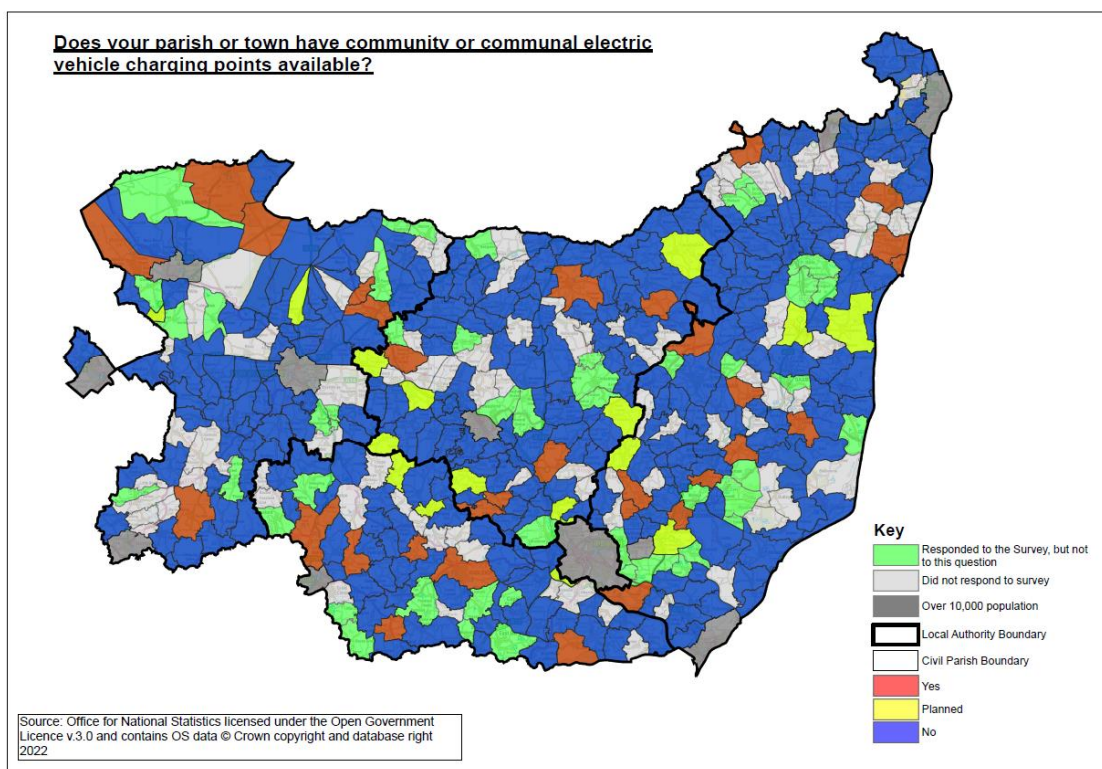 Does your parish or town have community or communal electric
vehicle charging points available?
Key
Responded to the Survey, but not
to this question
Did not respond to survey
Over 10,000 population
Local Authority Boundary
Civil Parish Boundary
Yes
Planned
No
Source: Office for National Statistics licensed under the Open Government
Licence v.3.0 and contains OS data © Crown copyright and database right
2022